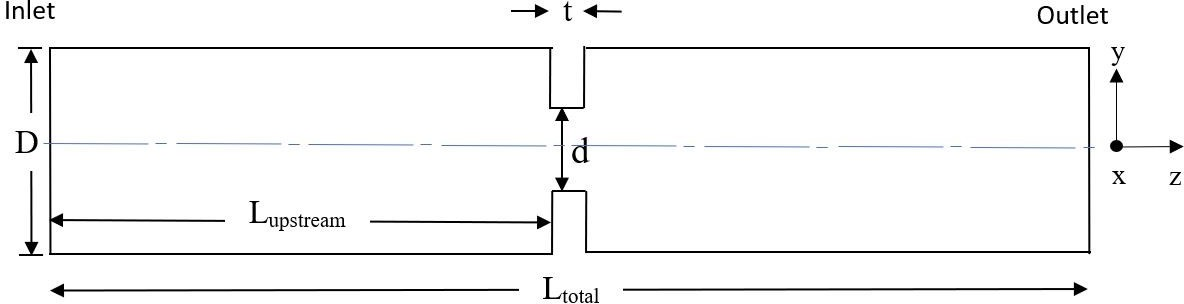 Inlet
t
Outlet
y
D
d
x
z
Lupstream
Ltotal